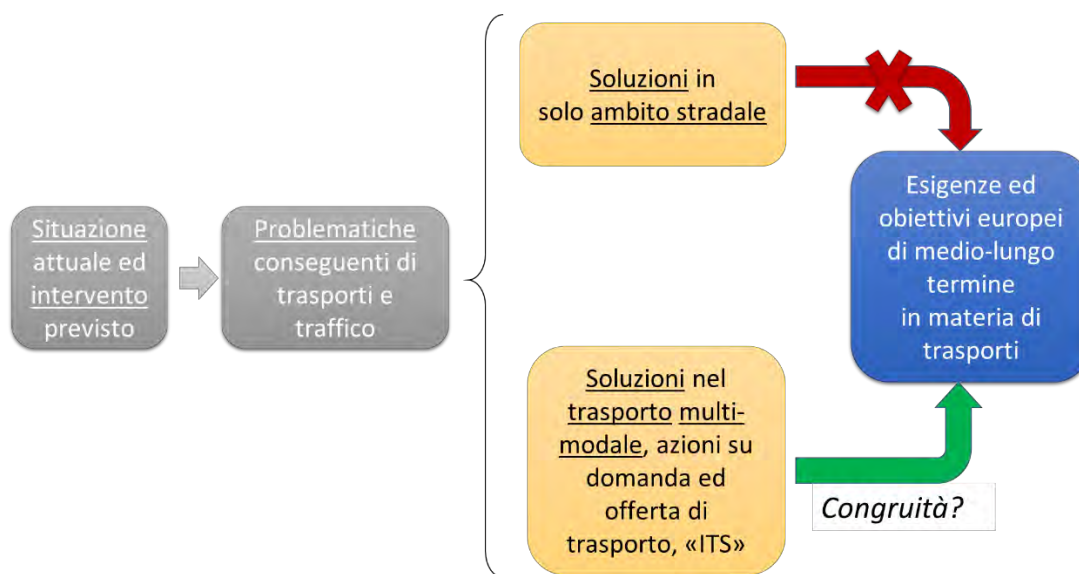 Situazione
attuale ed
intervento
previsto
Problematiche
conseguenti di
trasporti e
traffico
Soluzioni in
solo ambito stradale
Soluzioni nel
trasporto multi-
modale, azioni su
domanda ed
offerta di
trasporto, «ITS»
Esigenze ed
obiettivi europei
di medio-lungo
termine
in materia di
trasporti
Congruità?